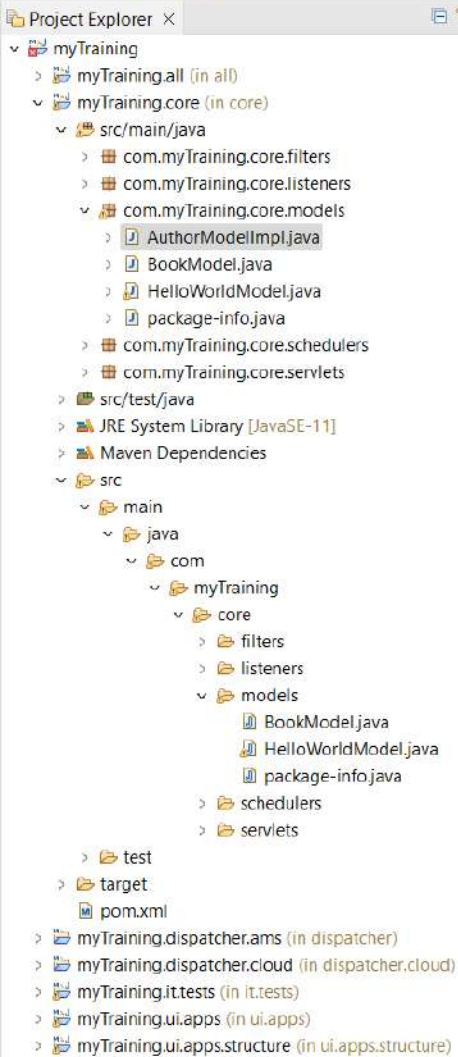 Project Explorer
myTraining
myTraining.all (in all)
myTraining.core (in core)
src/main/java
com.myTraining.core.filters
com.myTraining.core.listeners
com.myTraining.core.models
AuthorModelImpl.java
BookModel.java
HelloWorldModel.java
package-info.java
com.myTraining.core.schedulers
com.myTraining.core.servlets
src/test/java
JRE System Library [JavaSE-11]
Maven Dependencies
src
main
java
com
myTraining
core
filters
listeners
models
BookModel.java
HelloWorldModel.java
package-info.java
schedulers
servlets
test
target
pom.xml
myTraining.dispatcher.ams (in dispatcher)
myTraining.dispatcher.cloud (in dispatcher.cloud)
myTraining.it.tests (in it.tests)
myTraining.ui.apps (in ui.apps)
myTraining.ui.apps.structure (in ui.apps.structure)